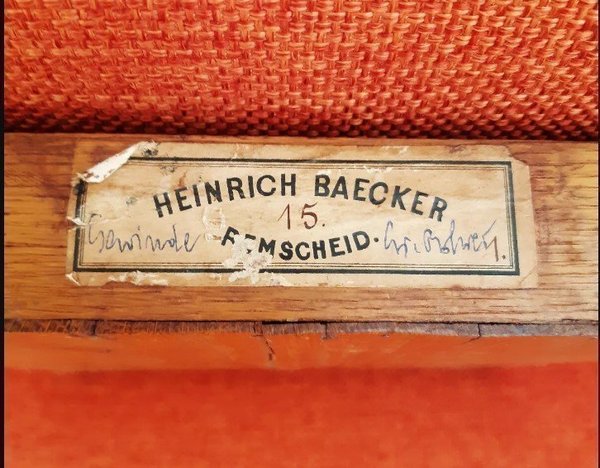 HEINRICH BAECKER
15.
Gewinde
REMSCHEID.